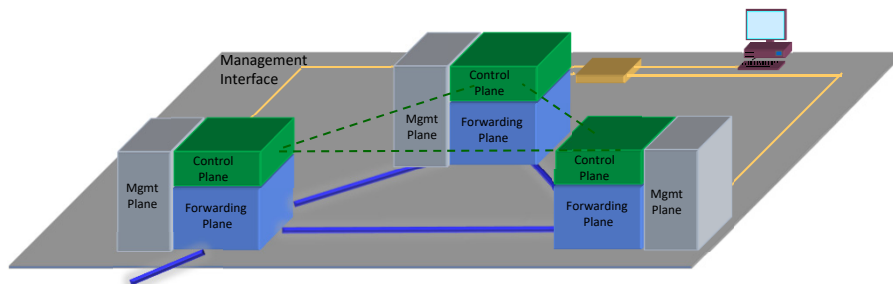 Management
Interface
Control
Plane
Mgmt
Plane
Forwarding
Plane
Control
Plane
Mgmt
Plane
Forwarding
Plane
Control
Plane
Forwarding
Plane
Mgmt
Plane